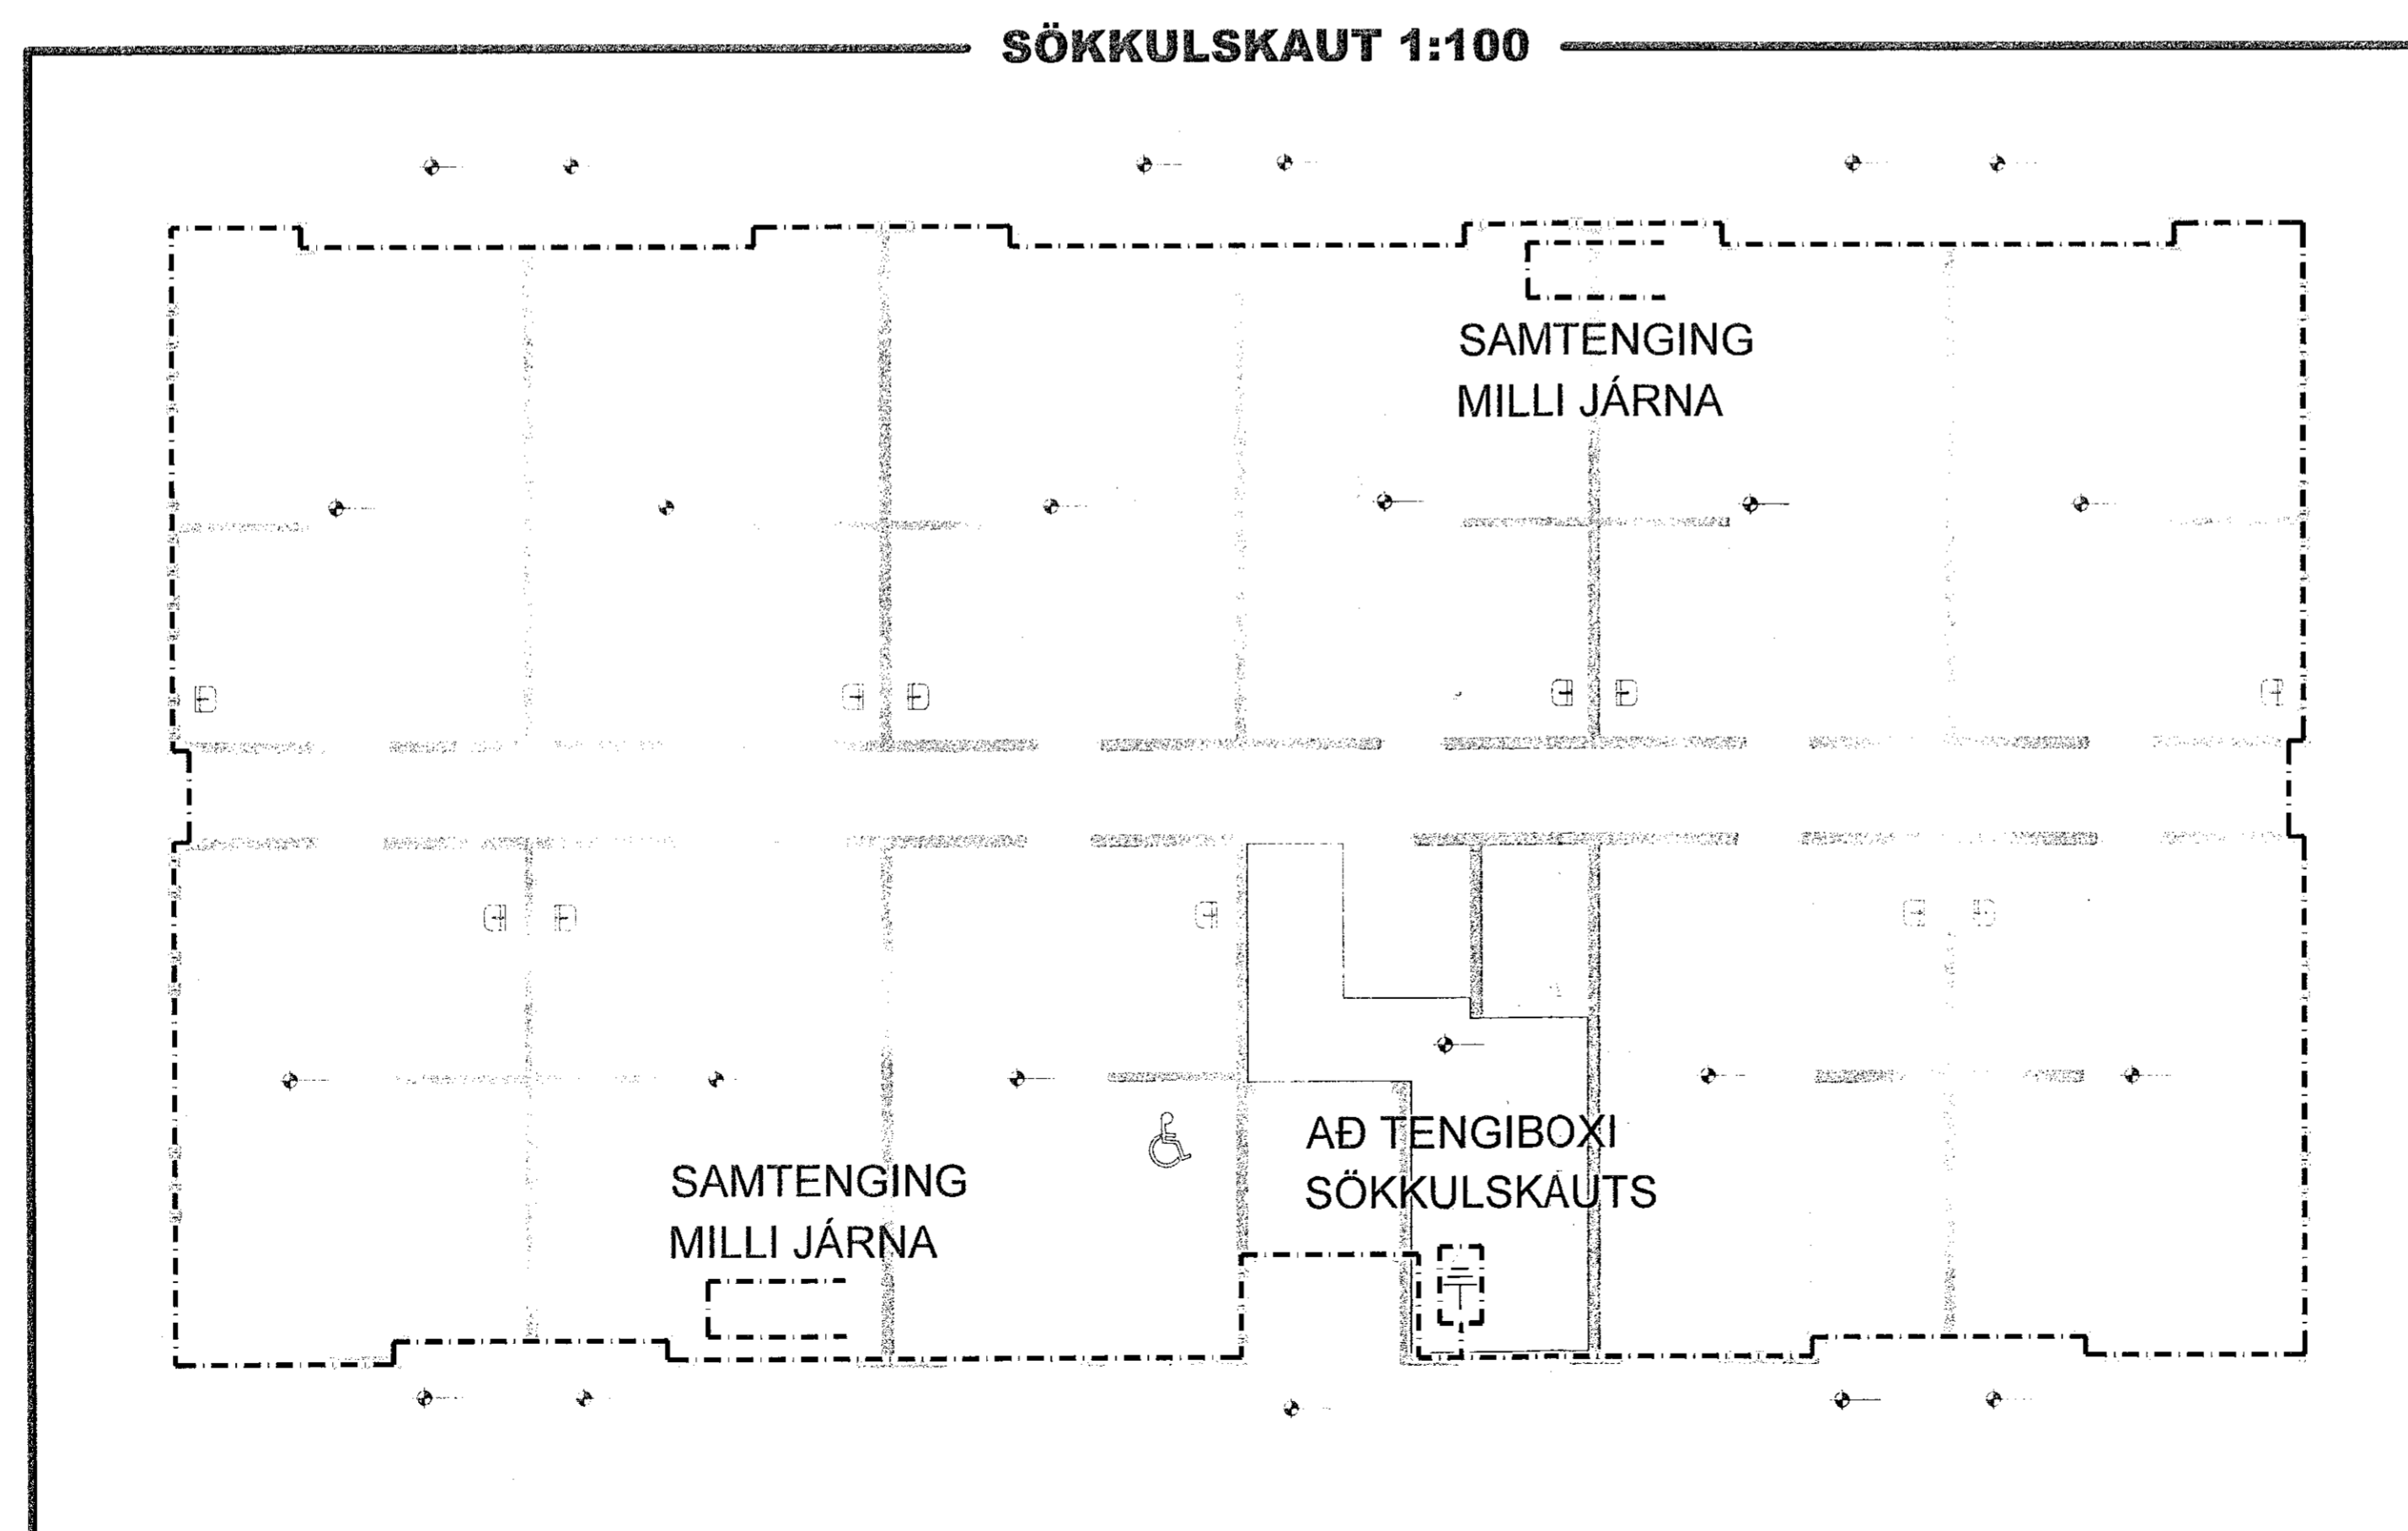 SÖKKULSKAUT 1:100
SAMTENGING
MILLI JÁRNA
AÐ TENGIBOXI
SÖKKULSKAUTS
SAMTENGING
MILLI JÁRNA